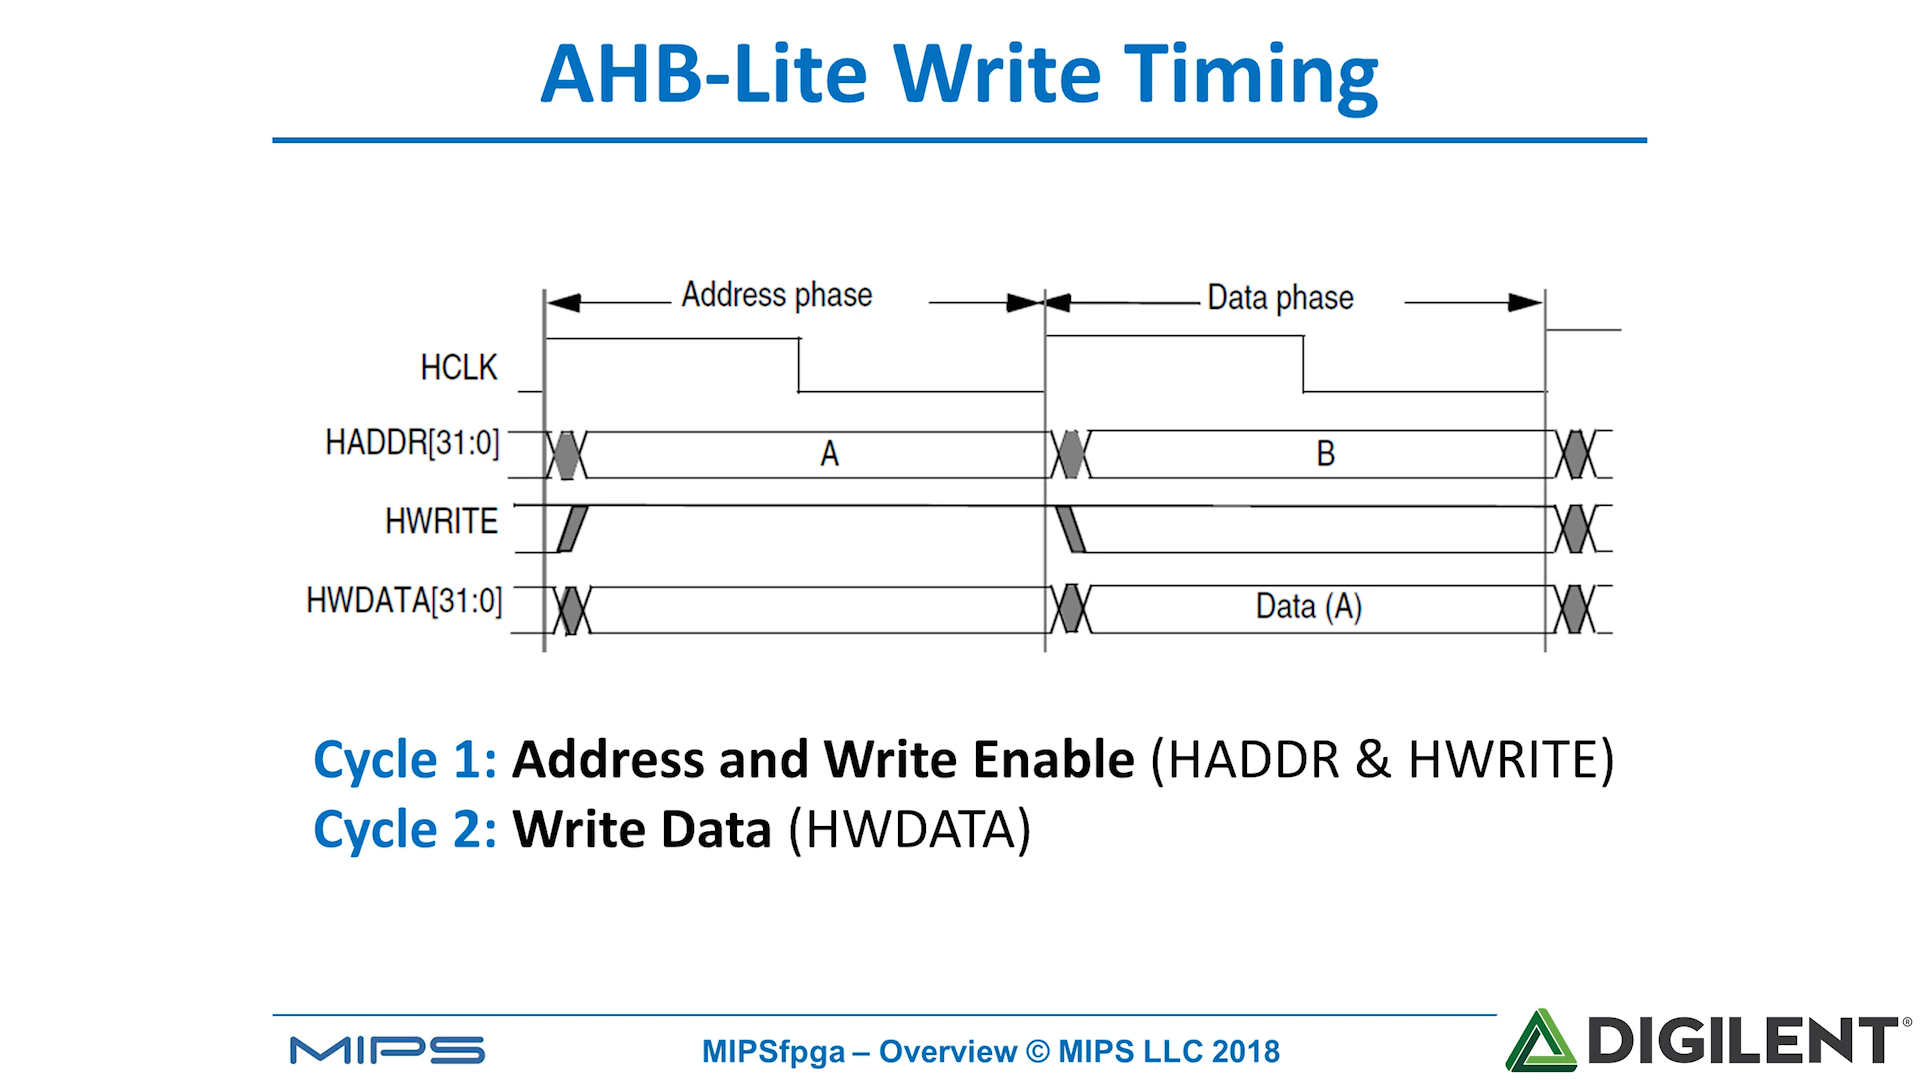 AHB-Lite Write Timing
Address phase
Data phase
HCLK
HADDR[31:0]
A
B
HWRITE
HWDATA[31:0]
Data (A)
Cycle 1: Address and Write Enable (HADDR & HWRITE)
Cycle 2: Write Data (HWDATA)
MIPS
MIPSfpga – Overview © MIPS LLC 2018
DIGILENT®